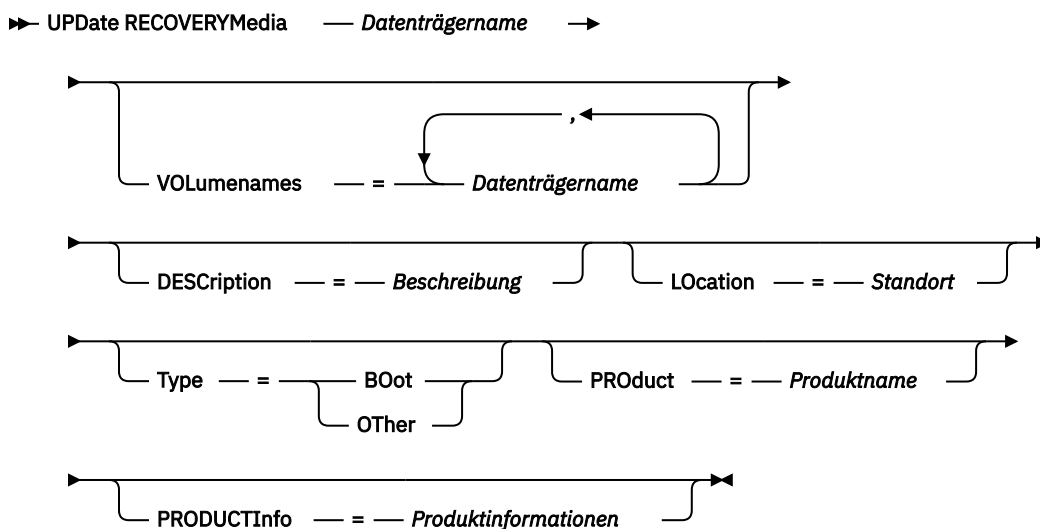 UPDate RECOVERYMedia Datenträgername
,
VOLumenames = Datenträgername
DESCription = Beschreibung LOcation = Standort
Type = BOot PROduct = Produktname
OTher
PRODUCTInfo = Produktinformationen